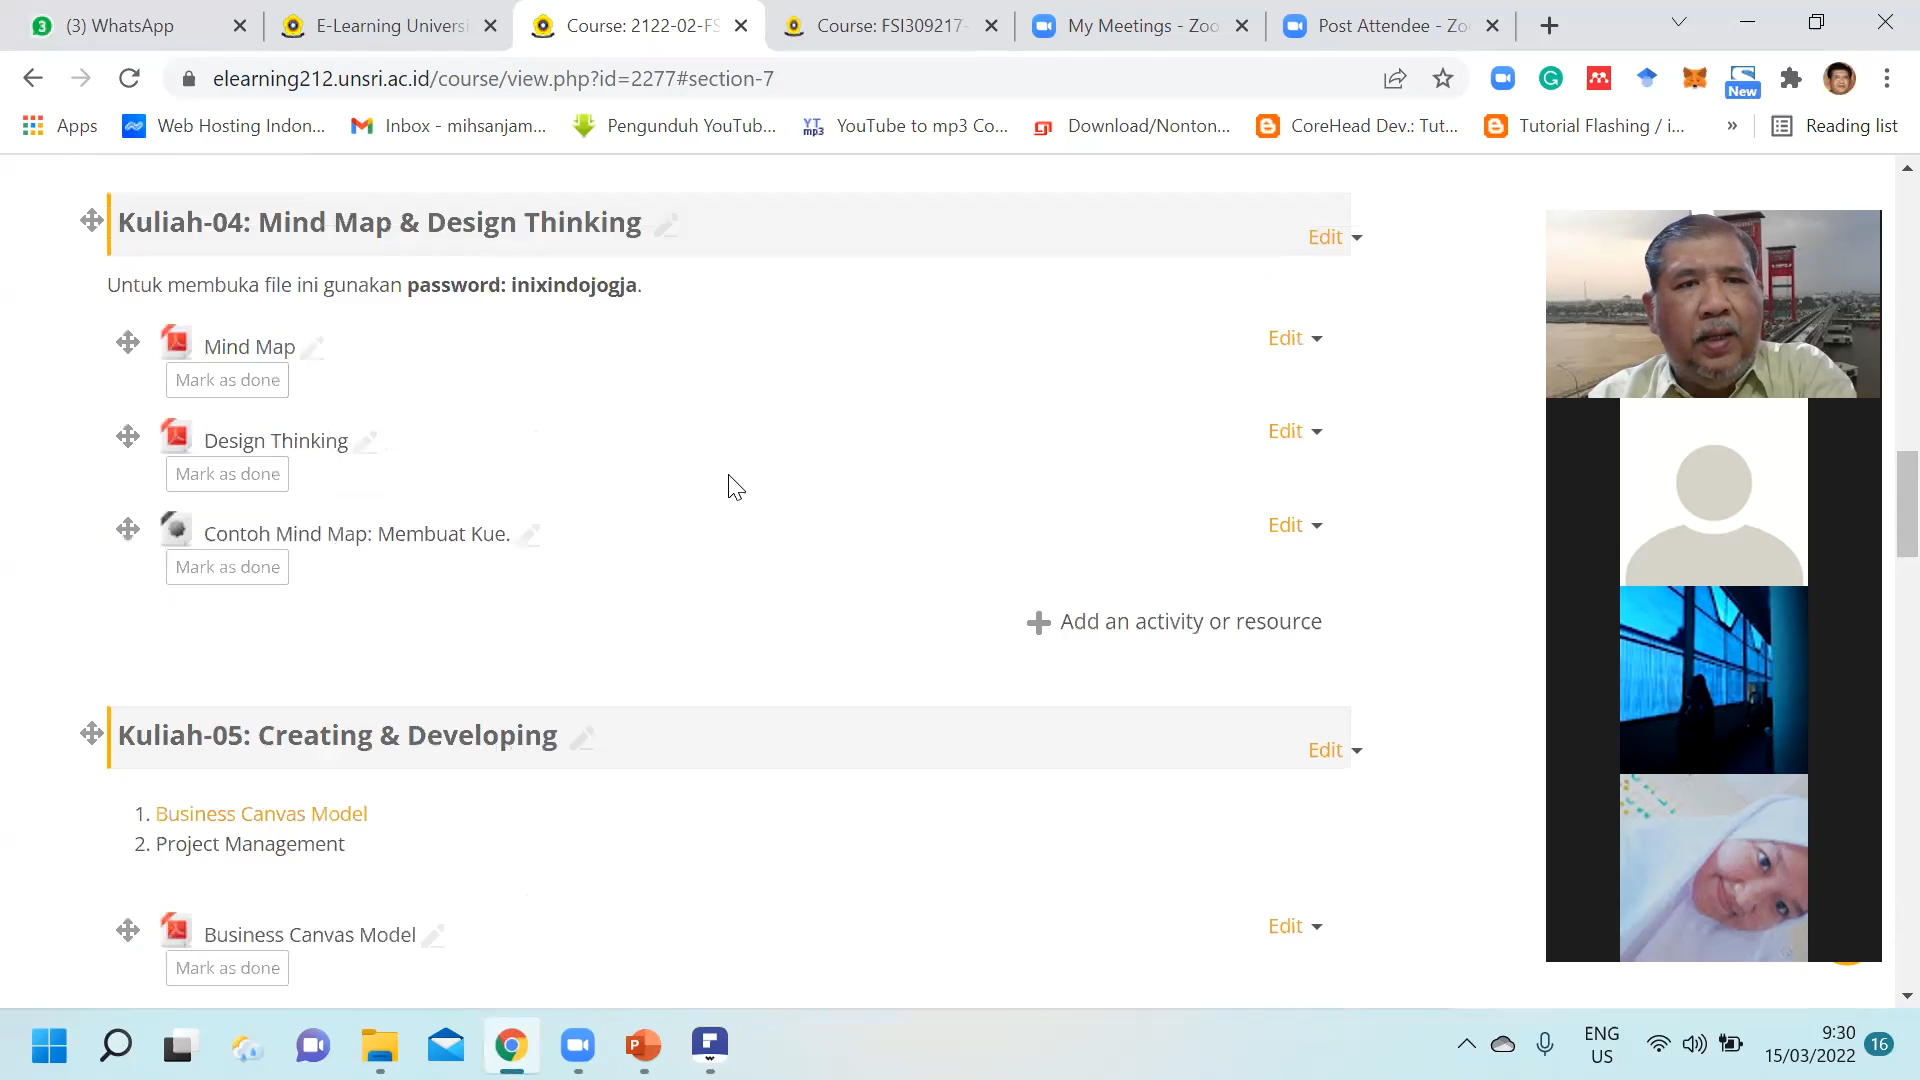 (3) WhatsApp
E-Learning Universi
Course: 2122-02-FS
Course: FSI309217-
My Meetings - Zoo
Post Attendee - Zo
elearning212.unsri.ac.id/course/view.php?id=2277#section-7
New
Apps
Web Hosting Indon...
Inbox - mihsanjam...
Pengunduh YouTub...
YT mp3
YouTube to mp3 Co...
Download/Nonton...
CoreHead Dev.: Tut...
Tutorial Flashing / i...
»
Reading list
Kuliah-04: Mind Map & Design Thinking
Edit
Untuk membuka file ini gunakan password: inixindojogja.
Mind Map
Edit
Mark as done
Design Thinking
Edit
Mark as done
Contoh Mind Map: Membuat Kue.
Edit
Mark as done
Add an activity or resource
Kuliah-05: Creating & Developing
Edit
1. Business Canvas Model
2. Project Management
Business Canvas Model
Edit
Mark as done
ENG
US
9:30
15/03/2022
16